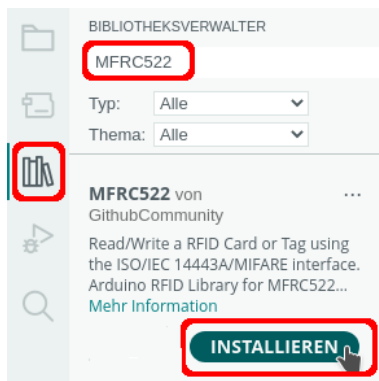 BIBLIOTHEKSVERWALTER
MFRC522
Typ: Alle
Thema: Alle
MFRC522 von
GithubCommunity
Read/Write a RFID Card or Tag using
the ISO/IEC 14443A/MIFARE interface.
Arduino RFID Library for MFRC522...
Mehr Information
INSTALLIEREN